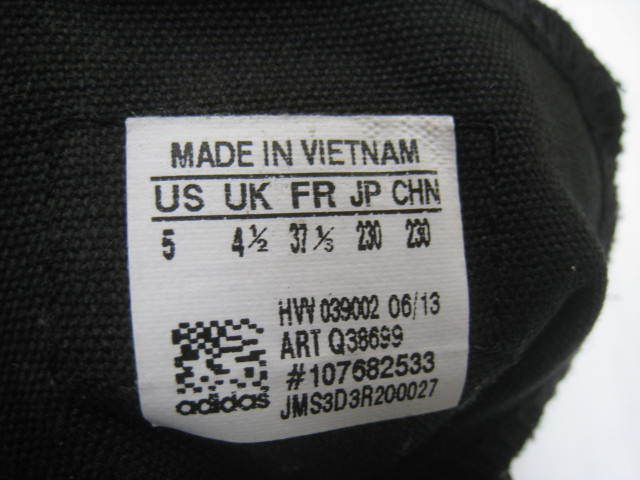 MADE IN VIETNAM
US UK FR JP CHN
5 4½ 37⅓ 230 230
HVV 039002 06/13
ART Q38699
#107682533
adidas JMS3D3R200027